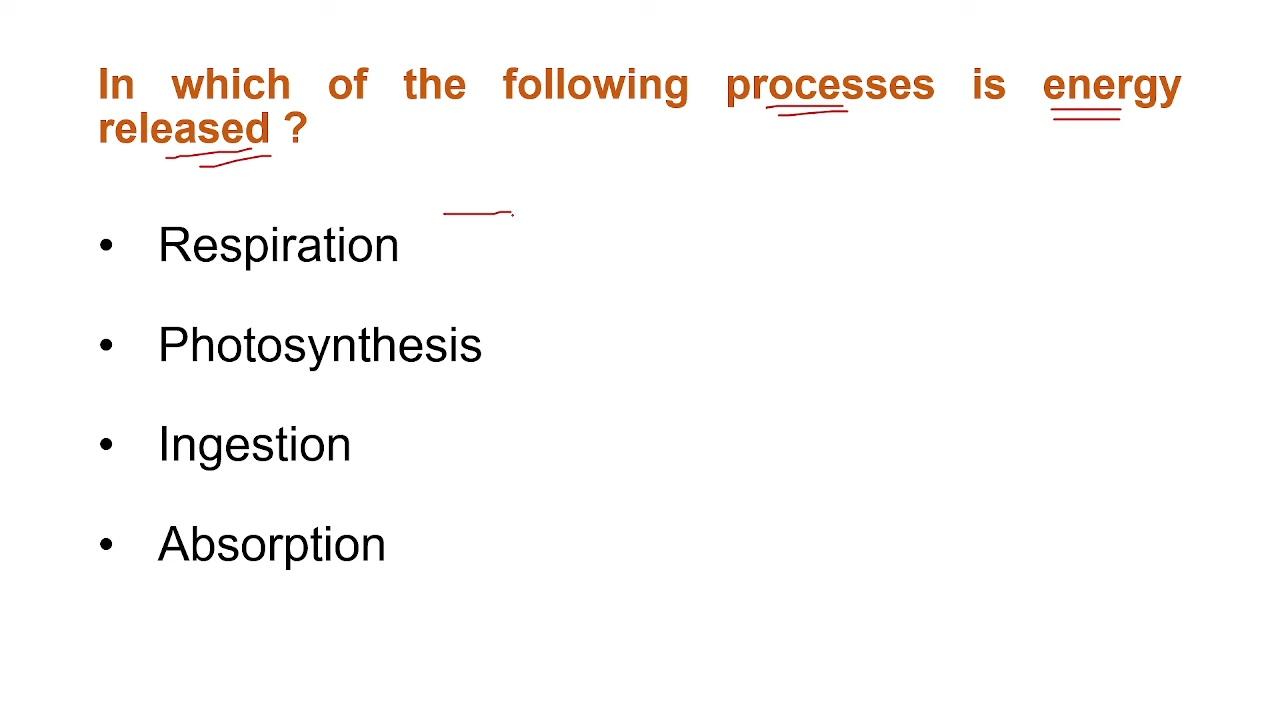 In which of the following processes is energy
released ?
• Respiration
• Photosynthesis
• Ingestion
• Absorption